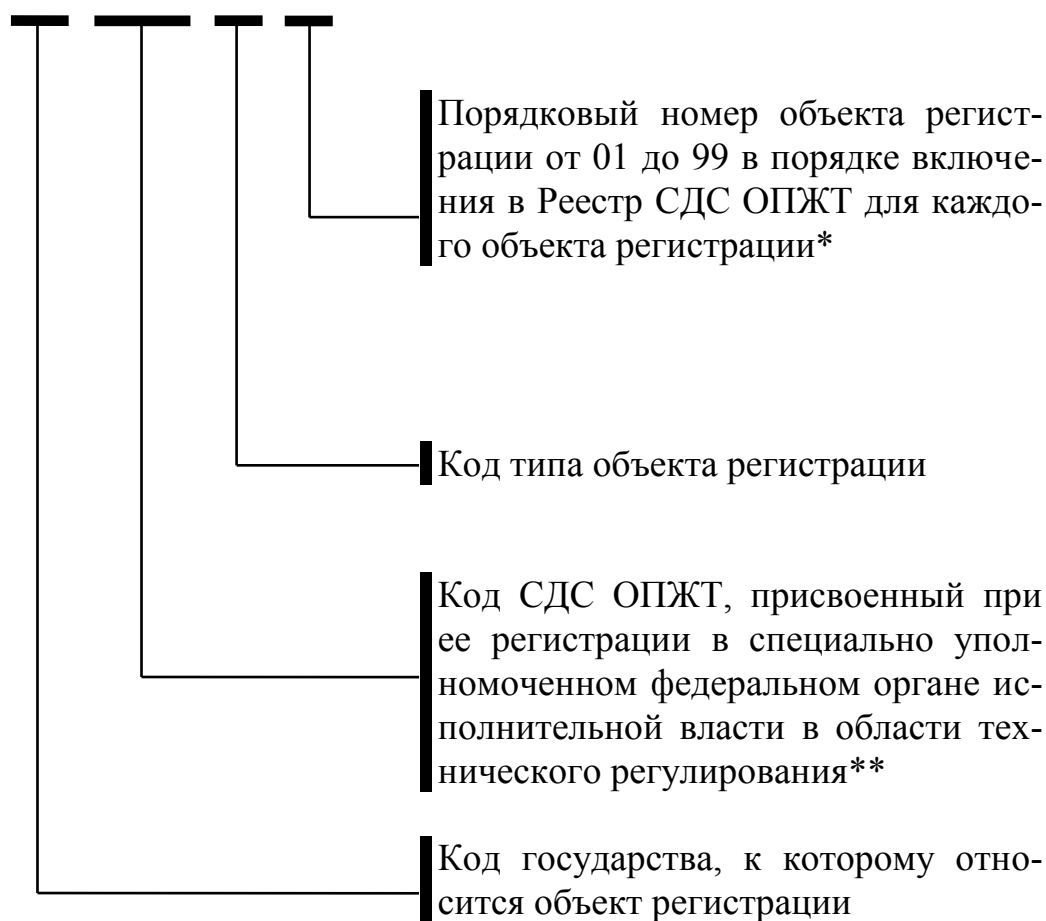 Порядковый номер объекта регист-
рации от 01 до 99 в порядке включе-
ния в Реестр СДС ОПЖТ для каждо-
го объекта регистрации*
Код типа объекта регистрации
Код СДС ОПЖТ, присвоенный при
ее регистрации в специально упол-
номоченном федеральном органе ис-
полнительной власти в области тех-
нического регулирования**
Код государства, к которому отно-
сится объект регистрации